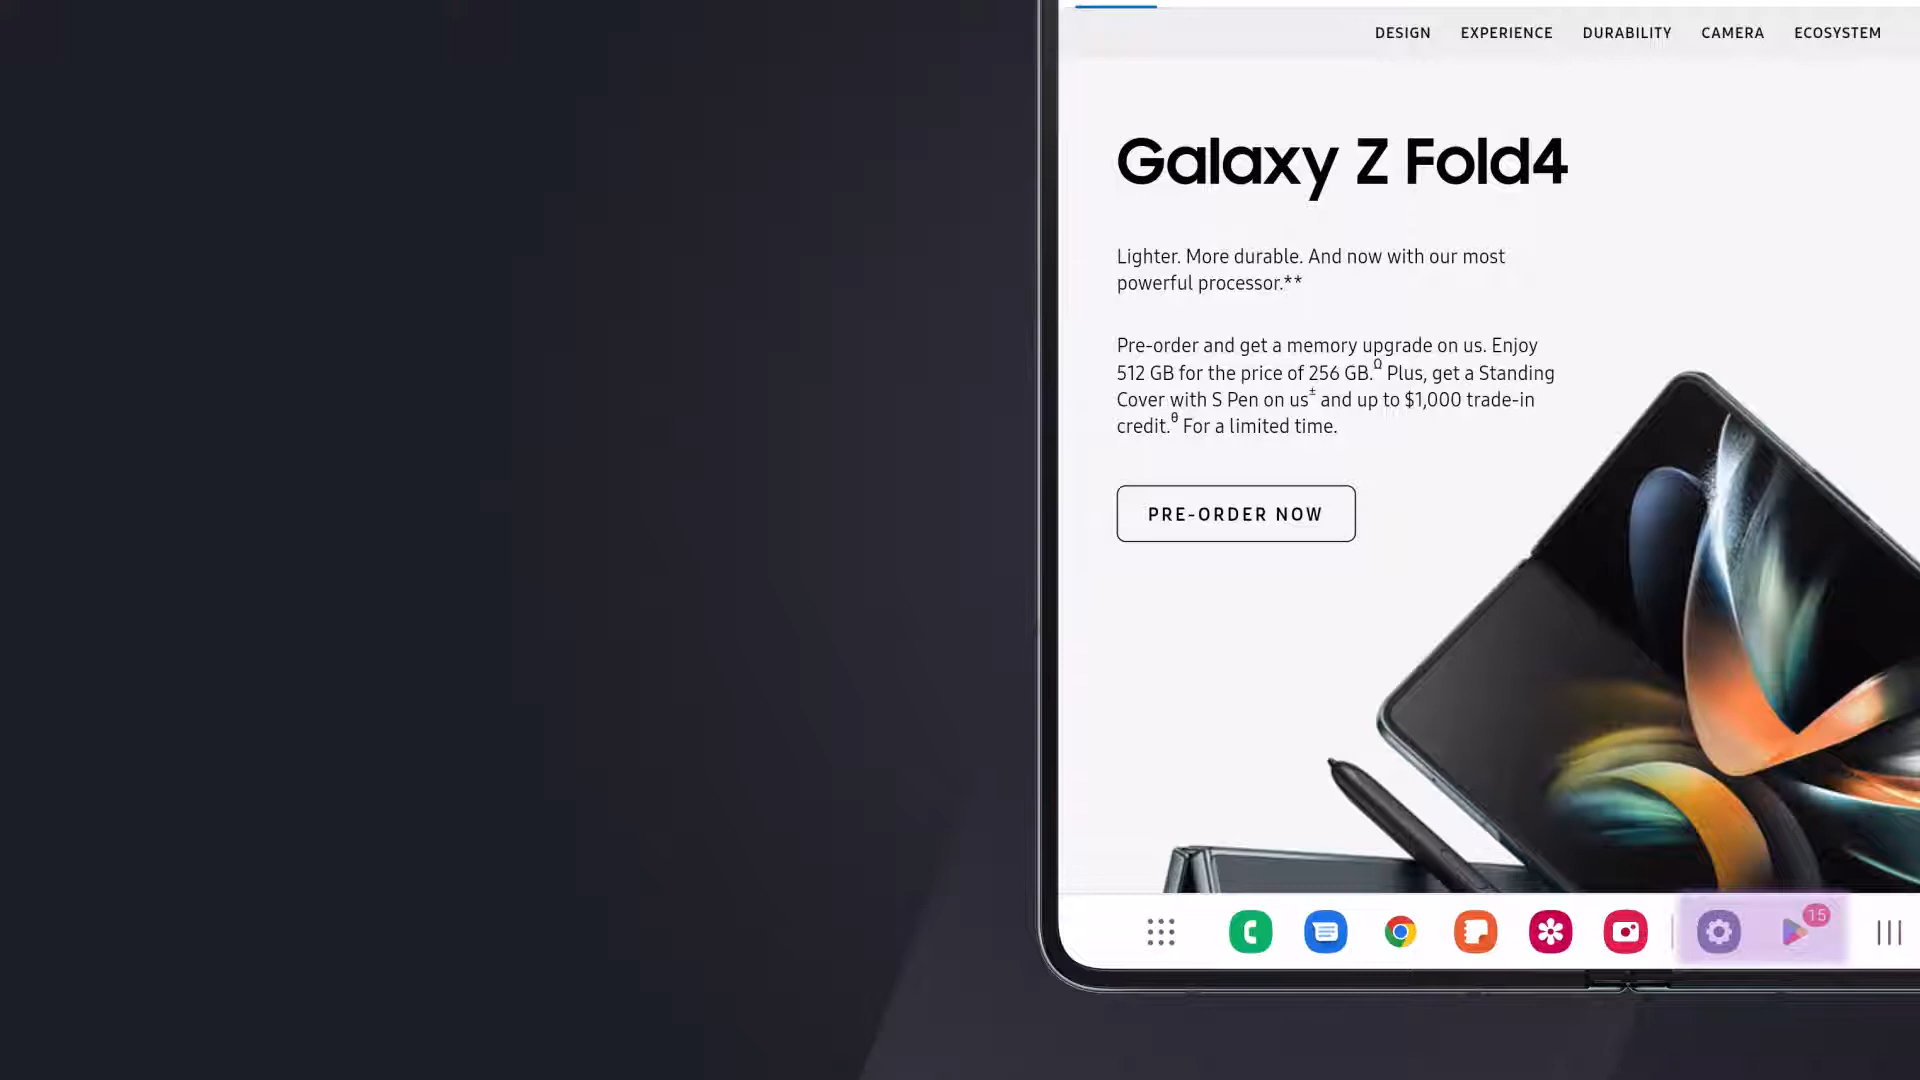 DESIGN EXPERIENCE DURABILITY CAMERA ECOSYSTEM
Galaxy Z Fold4
Lighter. More durable. And now with our most
powerful processor.**
Pre-order and get a memory upgrade on us. Enjoy
512 GB for the price of 256 GB.Ω Plus, get a Standing
Cover with S Pen on us± and up to $1,000 trade-in
credit.θ For a limited time.
PRE-ORDER NOW
15